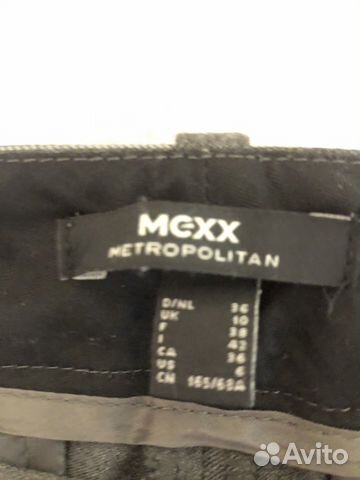 MEXX
METROPOLITAN
D/NL 36
UK 10
F 38
I 42
CA 36
US 6
CN 165/68A
Avito